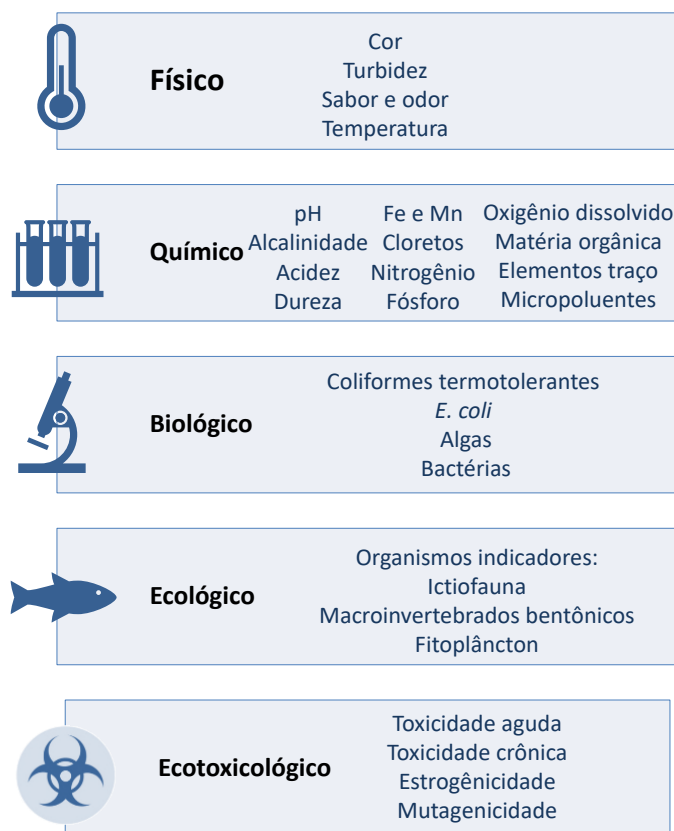 Físico
Cor
Turbidez
Sabor e odor
Temperatura
Químico
pH
Alcalinidade
Acidez
Dureza
Fe e Mn
Cloretos
Nitrogênio
Fósforo
Oxigênio dissolvido
Matéria orgânica
Elementos traço
Micropoluentes
Biológico
Coliformes termotolerantes
E. coli
Algas
Bactérias
Ecológico
Organismos indicadores:
Ictiofauna
Macroinvertebrados bentônicos
Fitoplâncton
Ecotoxicológico
Toxicidade aguda
Toxicidade crônica
Estrogênicidade
Mutagenicidade